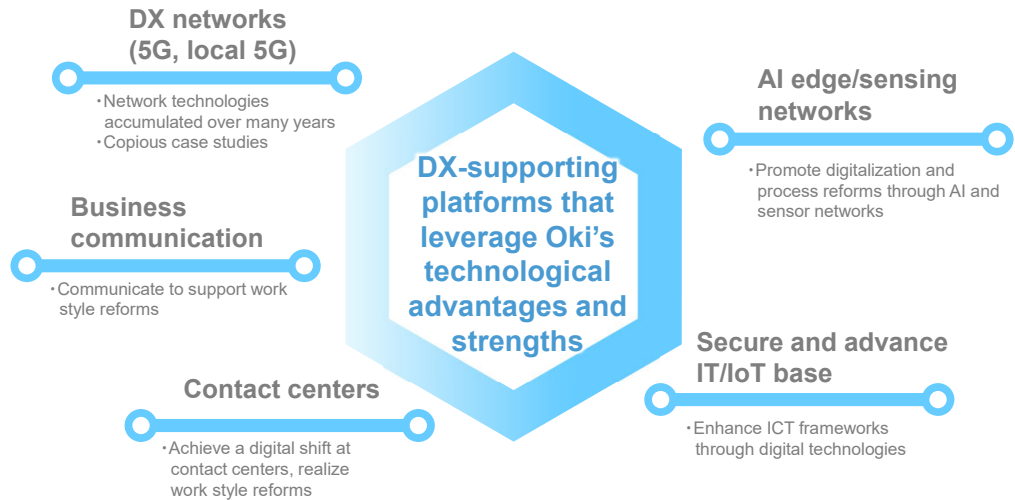 DX networks
(5G, local 5G)
・Network technologies
accumulated over many years
・Copious case studies
Business
communication
・Communicate to support work
style reforms
Contact centers
・Achieve a digital shift at
contact centers, realize
work style reforms
DX-supporting
platforms that
leverage Oki’s
technological
advantages and
strengths
AI edge/sensing
networks
・Promote digitalization and
process reforms through AI and
sensor networks
Secure and advance
IT/IoT base
・Enhance ICT frameworks
through digital technologies